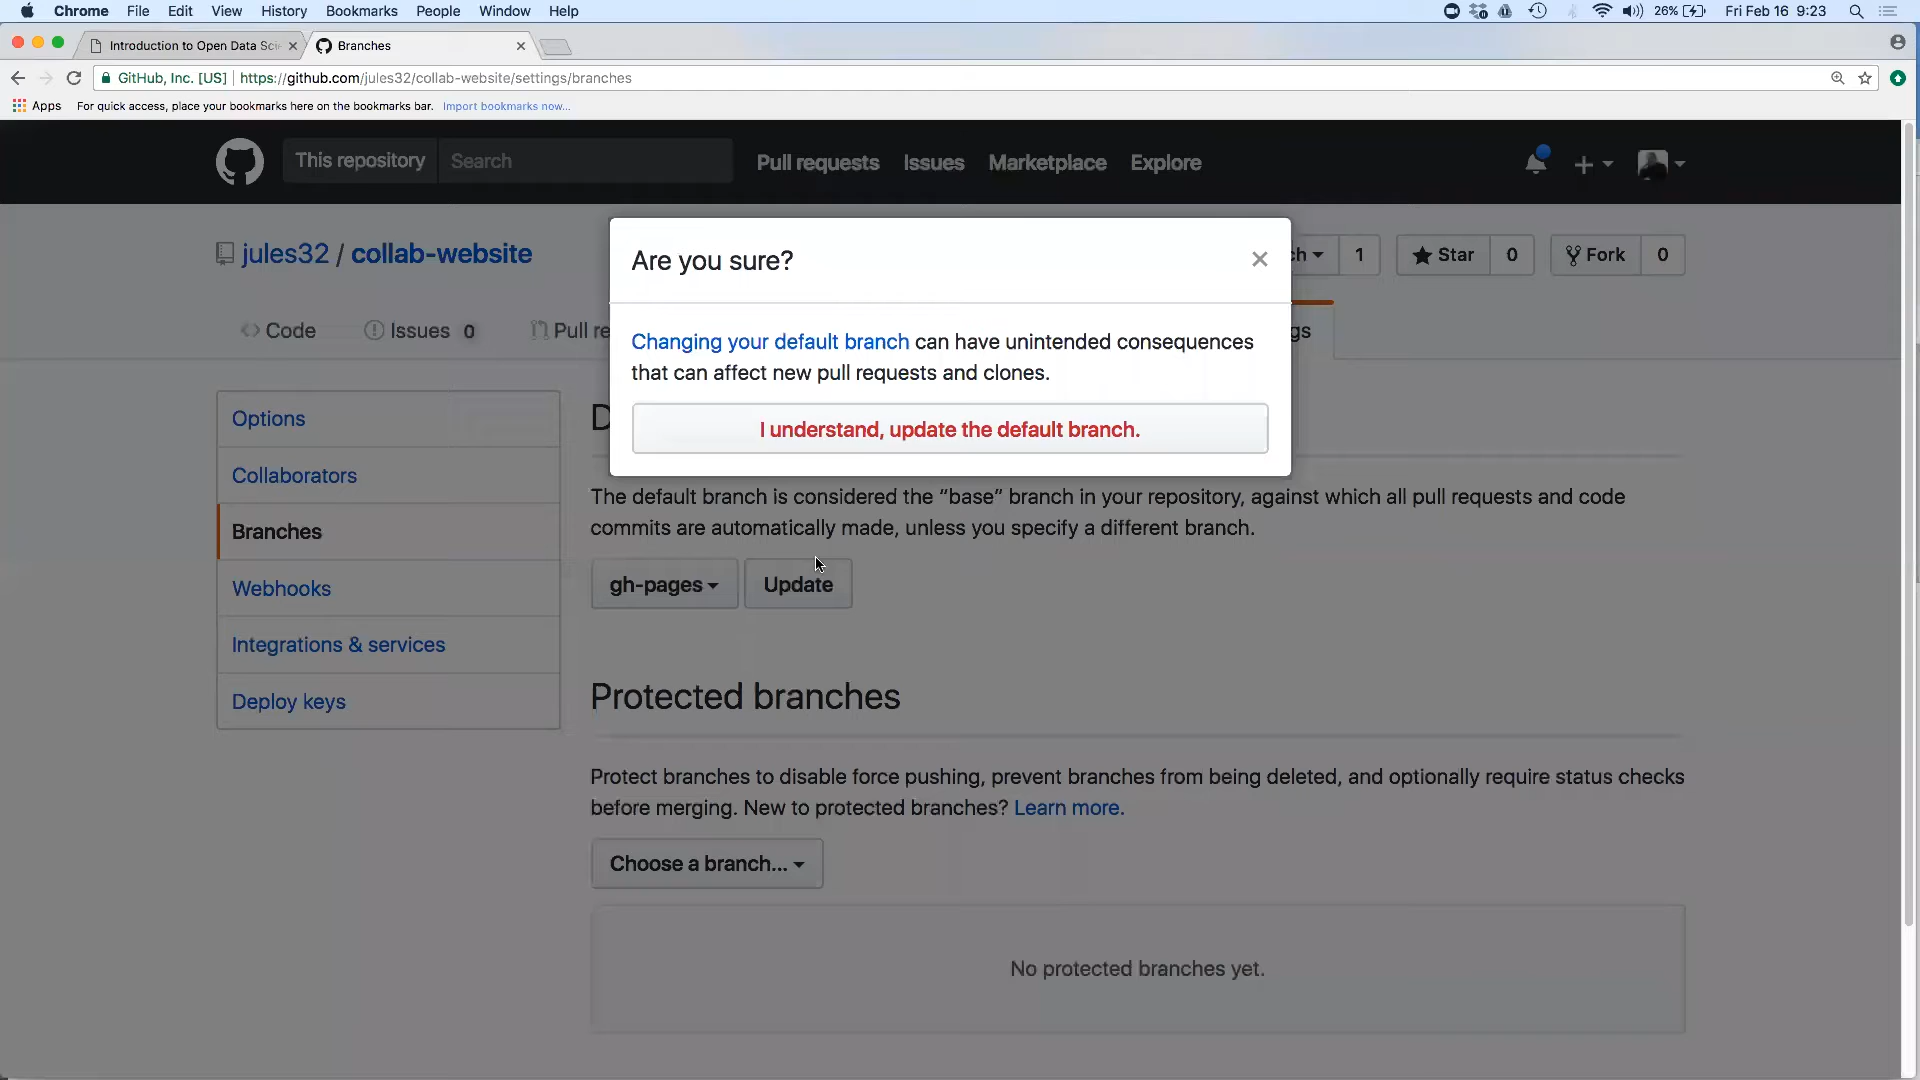 Chrome File Edit View History Bookmarks People Window Help
26% Fri Feb 16 9:23
Introduction to Open Data Sci
Branches
GitHub, Inc. [US] https://github.com/jules32/collab-website/settings/branches
Apps For quick access, place your bookmarks here on the bookmarks bar. Import bookmarks now...
This repository Search Pull requests Issues Marketplace Explore
jules32 / collab-website
ch 1 Star 0 Fork 0
Code Issues 0 Pull re
gs
Are you sure?
Changing your default branch can have unintended consequences
that can affect new pull requests and clones.
I understand, update the default branch.
Options
Collaborators
Branches
Webhooks
Integrations & services
Deploy keys
D
The default branch is considered the “base” branch in your repository, against which all pull requests and code
commits are automatically made, unless you specify a different branch.
gh-pages Update
Protected branches
Protect branches to disable force pushing, prevent branches from being deleted, and optionally require status checks
before merging. New to protected branches? Learn more.
Choose a branch...
No protected branches yet.